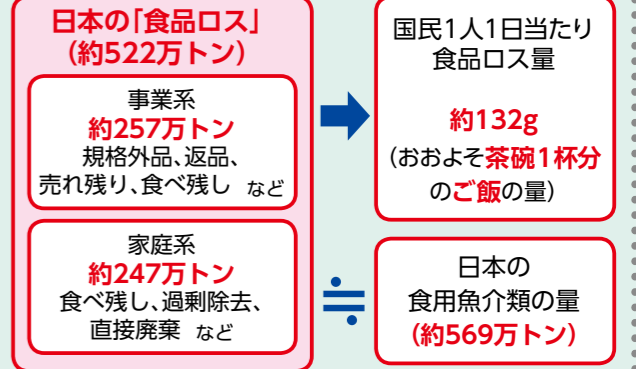 日本の「食品ロス」
（約522万トン）
事業系
約257万トン
規格外品、返品、
売れ残り、食べ残し など
家庭系
約247万トン
食べ残し、過剰除去、
直接廃棄 など
国民1人1日当たり
食品ロス量
約132g
（おおよそ茶碗1杯分
のご飯の量）
≒
日本の
食用魚介類の量
（約569万トン）